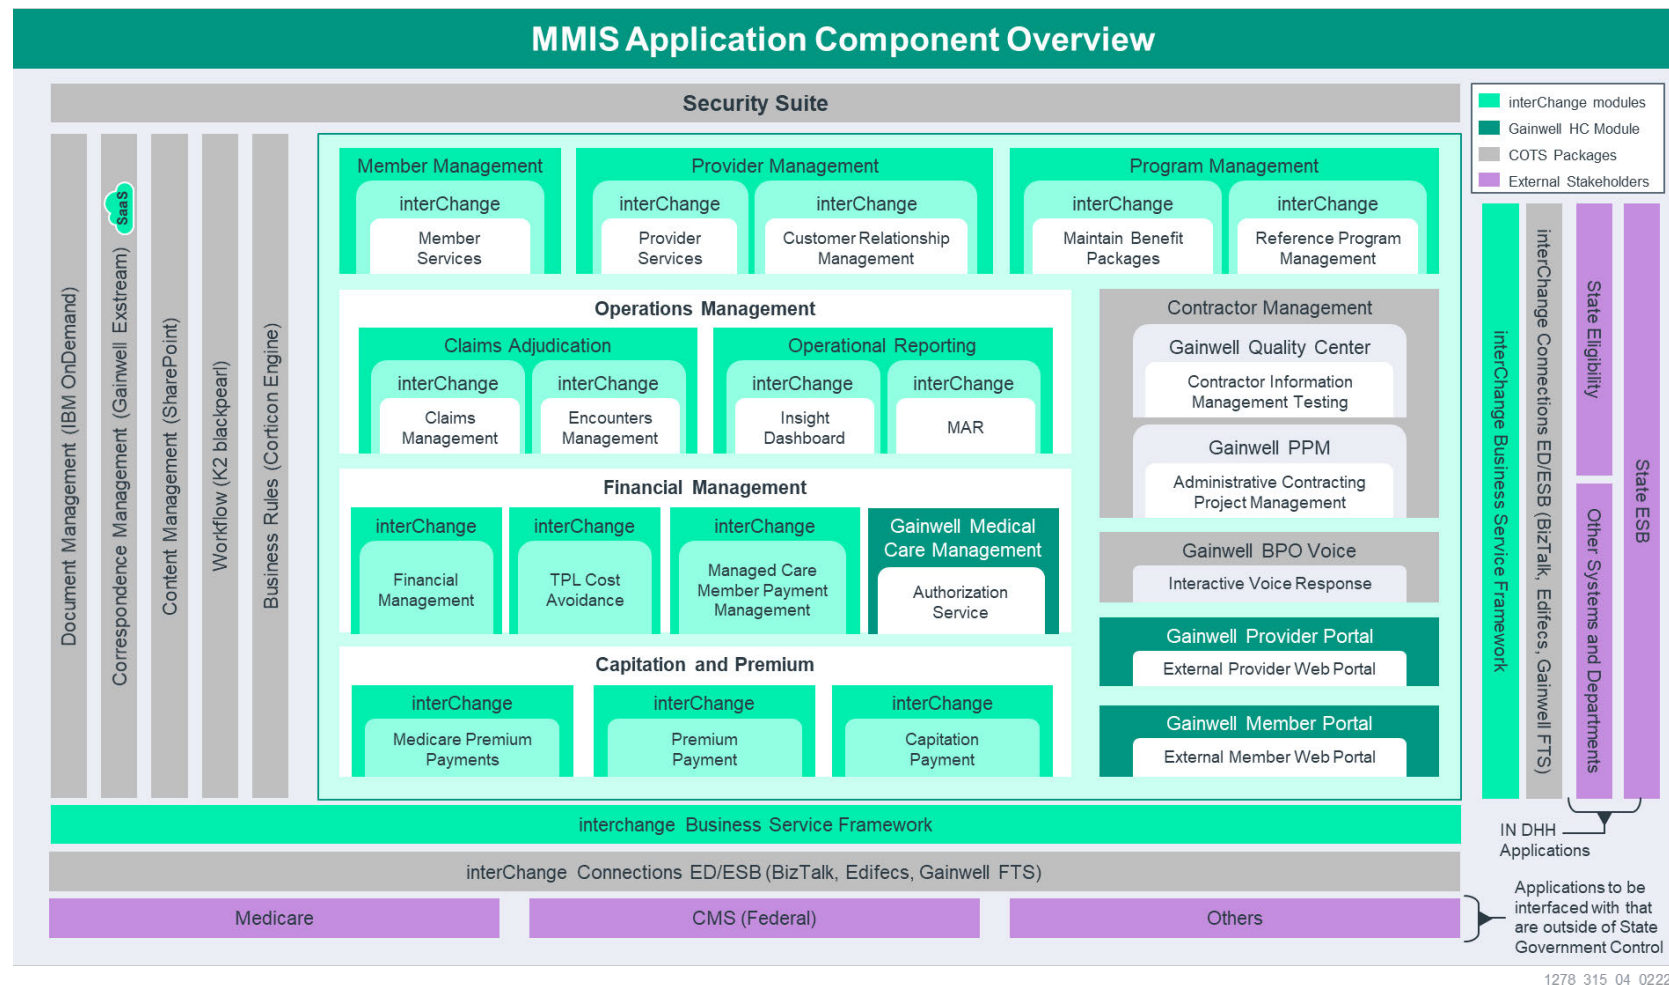 MMIS Application Component Overview
Security Suite
interChange modules
Gainwell HC Module
COTS Packages
External Stakeholders
Document Management (IBM OnDemand)
Correspondence Management (Gainwell Exstream)
SaaS
Content Management (SharePoint)
Workflow (K2 blackpearl)
Business Rules (Corticon Engine)
Member Management
interChange
Member
Services
Provider Management
interChange
Provider
Services
interChange
Customer Relationship
Management
Program Management
interChange
Maintain Benefit
Packages
interChange
Reference Program
Management
Operations Management
Claims Adjudication
interChange
Claims
Management
interChange
Encounters
Management
Operational Reporting
interChange
Insight
Dashboard
interChange
MAR
Financial Management
interChange
Financial
Management
interChange
TPL Cost
Avoidance
interChange
Managed Care
Member Payment
Management
Gainwell Medical
Care Management
Authorization
Service
Capitation and Premium
interChange
Medicare Premium
Payments
interChange
Premium
Payment
interChange
Capitation
Payment
Contractor Management
Gainwell Quality Center
Contractor Information
Management Testing
Gainwell PPM
Administrative Contracting
Project Management
Gainwell BPO Voice
Interactive Voice Response
Gainwell Provider Portal
External Provider Web Portal
Gainwell Member Portal
External Member Web Portal
interChange Business Service Framework
interChange Connections ED/ESB (BizTalk, Edifecs, Gainwell FTS)
State Eligibility
Other Systems and Departments
State ESB
IN DHH
Applications
interchange Business Service Framework
interChange Connections ED/ESB (BizTalk, Edifecs, Gainwell FTS)
Medicare
CMS (Federal)
Others
Applications to be
interfaced with that
are outside of State
Government Control
1278_315_04_0222